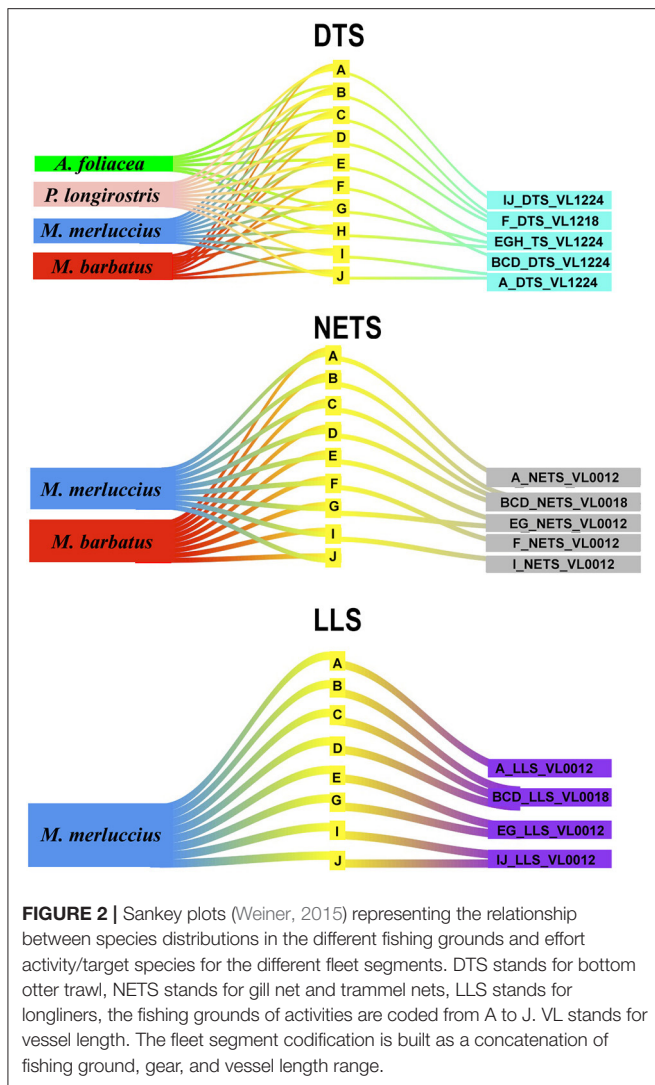 DTS
A
B
C
D
E
F
G
H
I
J
A. foliacea
P. longirostris
M. merluccius
M. barbatus
IJ_DTS_VL1224
F_DTS_VL1218
EGH_TS_VL1224
BCD_DTS_VL1224
A_DTS_VL1224
NETS
A
B
C
D
E
F
G
I
J
M. merluccius
M. barbatus
A_NETS_VL0012
BCD_NETS_VL0018
EG_NETS_VL0012
F_NETS_VL0012
I_NETS_VL0012
LLS
A
B
C
D
E
G
I
J
M. merluccius
A_LLS_VL0012
BCD_LLS_VL0018
EG_LLS_VL0012
IJ_LLS_VL0012
FIGURE 2 | Sankey plots (Weiner, 2015) representing the relationship
between species distributions in the different fishing grounds and effort
activity/target species for the different fleet segments. DTS stands for bottom
otter trawl, NETS stands for gill net and trammel nets, LLS stands for
longliners, the fishing grounds of activities are coded from A to J. VL stands for
vessel length. The fleet segment codification is built as a concatenation of
fishing ground, gear, and vessel length range.